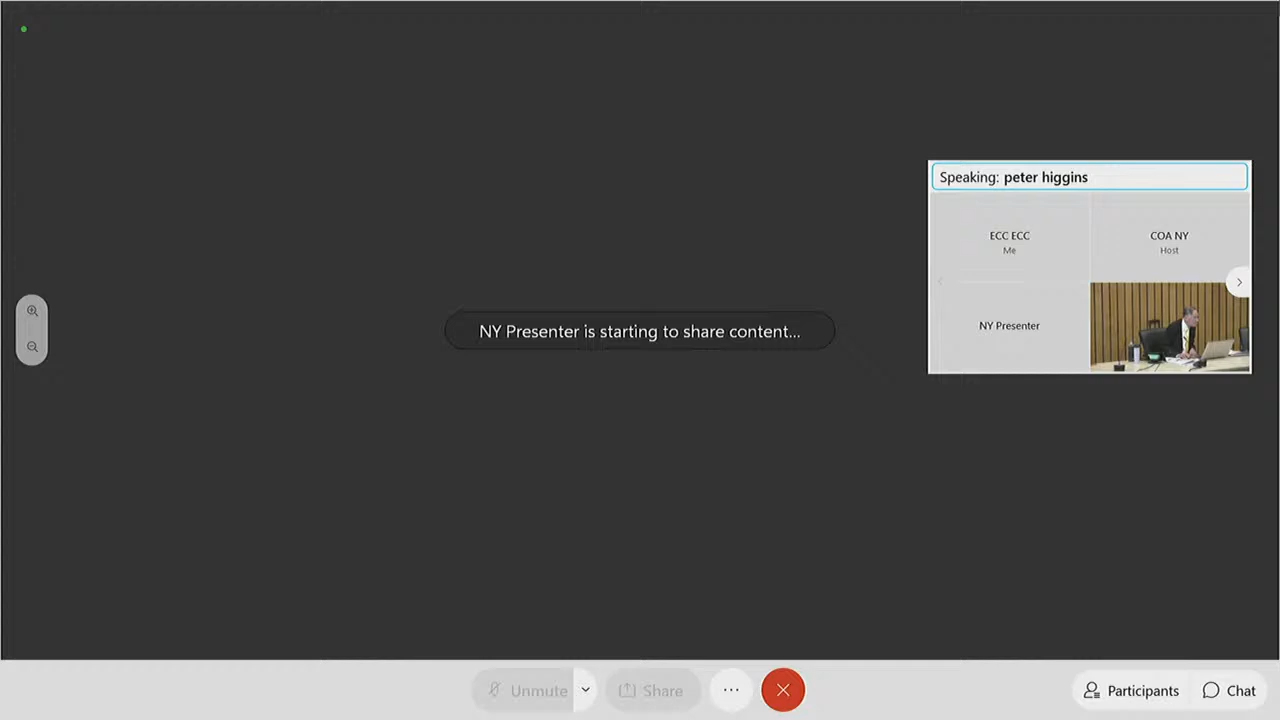 Speaking: peter higgins
ECC ECC
Me
COA NY
Host
NY Presenter
NY Presenter is starting to share content...
Unmute
Share
Participants
Chat